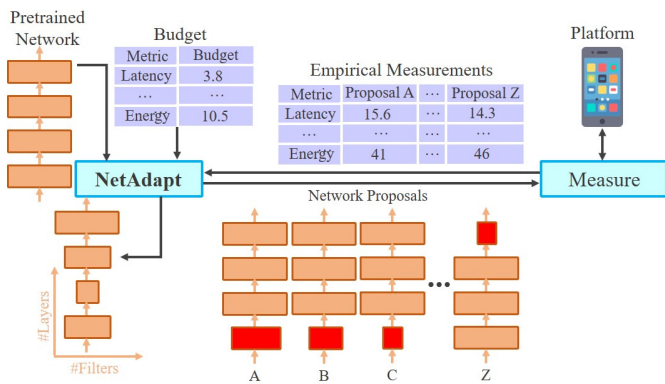 Pretrained
Network
Budget
Metric Budget
Latency 3.8
... ...
Energy 10.5
Empirical Measurements
Metric Proposal A ... Proposal Z
Latency 15.6 ... 14.3
... ... ... ...
Energy 41 ... 46
Platform
NetAdapt
Measure
Network Proposals
...
#Layers
#Filters
A B C Z